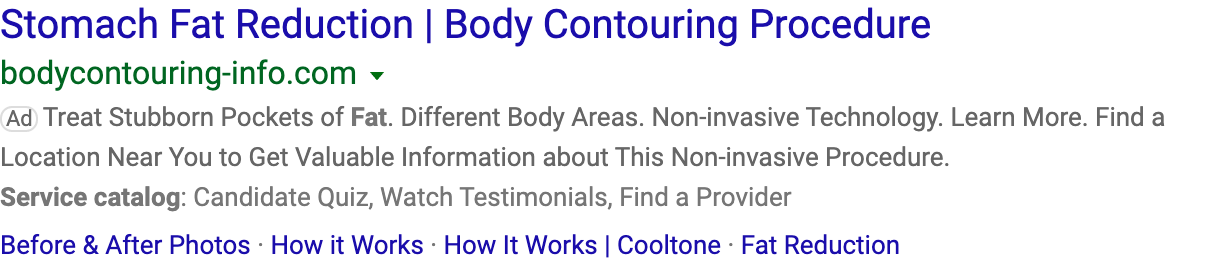 Stomach Fat Reduction | Body Contouring Procedure
bodycontouring-info.com
Ad Treat Stubborn Pockets of Fat. Different Body Areas. Non-invasive Technology. Learn More. Find a
Location Near You to Get Valuable Information about This Non-invasive Procedure.
Service catalog: Candidate Quiz, Watch Testimonials, Find a Provider
Before & After Photos · How it Works · How It Works | Cooltone · Fat Reduction